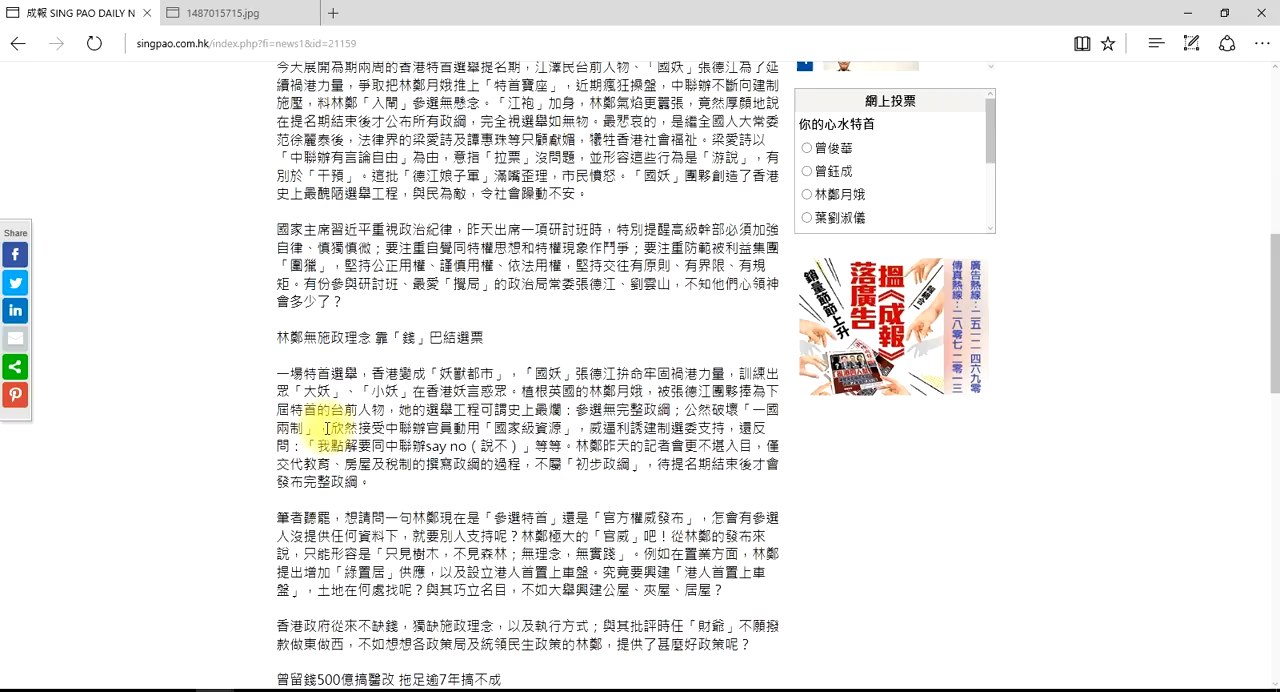 成報 SING PAO DAILY N
1487015715.jpg
singpao.com.hk/index.php?fi=news1&id=21159
今天展開為期兩周的香港特首選舉提名期，江澤民台前人物、「國妖」張德江為了延
續禍港力量，爭取把林鄭月娥推上「特首寶座」，近期瘋狂操盤，中聯辦不斷向建制
施壓，料林鄭「入閘」參選無懸念。「江袍」加身，林鄭氣焰更囂張，竟然厚顏地說
在提名期結束後才公布所有政綱，完全視選舉如無物。最悲哀的，是繼全國人大常委
范徐麗泰後，法律界的梁愛詩及譚惠珠等只顧獻媚，犧牲香港社會福祉。梁愛詩以
「中聯辦有言論自由」為由，意指「拉票」沒問題，並形容這些行為是「游說」，有
別於「干預」。這批「德江娘子軍」滿嘴歪理，市民憤怒。「國妖」團夥創造了香港
史上最醜陋選舉工程，與民為敵，令社會躁動不安。
國家主席習近平重視政治紀律，昨天出席一項研討班時，特別提醒高級幹部必須加強
自律、慎獨慎微；要注重自覺同特權思想和特權現象作鬥爭；要注重防範被利益集團
「圍獵」，堅持公正用權、謹慎用權、依法用權，堅持交往有原則、有界限、有規
矩。有份參與研討班、最愛「攪局」的政治局常委張德江、劉雲山，不知他們心領神
會多少了？
林鄭無施政理念 靠「錢」巴結選票
一場特首選舉，香港變成「妖獸都市」，「國妖」張德江拚命牢固禍港力量，訓練出
眾「大妖」、「小妖」在香港妖言惑眾。植根英國的林鄭月娥，被張德江團夥捧為下
屆特首的台前人物，她的選舉工程可謂史上最爛：參選無完整政綱；公然破壞「一國
兩制」，欣然接受中聯辦官員動用「國家級資源」，威逼利誘建制選委支持，還反
問：「我點解要同中聯辦say no（說不）」等等。林鄭昨天的記者會更不堪入目，僅
交代教育、房屋及稅制的撰寫政綱的過程，不屬「初步政綱」，待提名期結束後才會
發布完整政綱。
筆者聽罷，想請問一句林鄭現在是「參選特首」還是「官方權威發布」，怎會有參選
人沒提供任何資料下，就要別人支持呢？林鄭極大的「官威」吧！從林鄭的發布來
說，只能形容是「只見樹木，不見森林；無理念，無實踐」。例如在置業方面，林鄭
提出增加「綠置居」供應，以及設立港人首置上車盤。究竟要興建「港人首置上車
盤」，土地在何處找呢？與其巧立名目，不如大舉興建公屋、夾屋、居屋？
香港政府從來不缺錢，獨缺施政理念，以及執行方式；與其批評時任「財爺」不願撥
款做東做西，不如想想各政策局及統領民生政策的林鄭，提供了甚麼好政策呢？
曾留錢500億搞醫改 拖足逾7年搞不成
網上投票
你的心水特首
曾俊華
曾鈺成
林鄭月娥
葉劉淑儀
銷量節節上升
落廣告
搵《成報》
廣告熱線：二五一二 四六九零
傳真熱線：二八零七 二零一三
Share